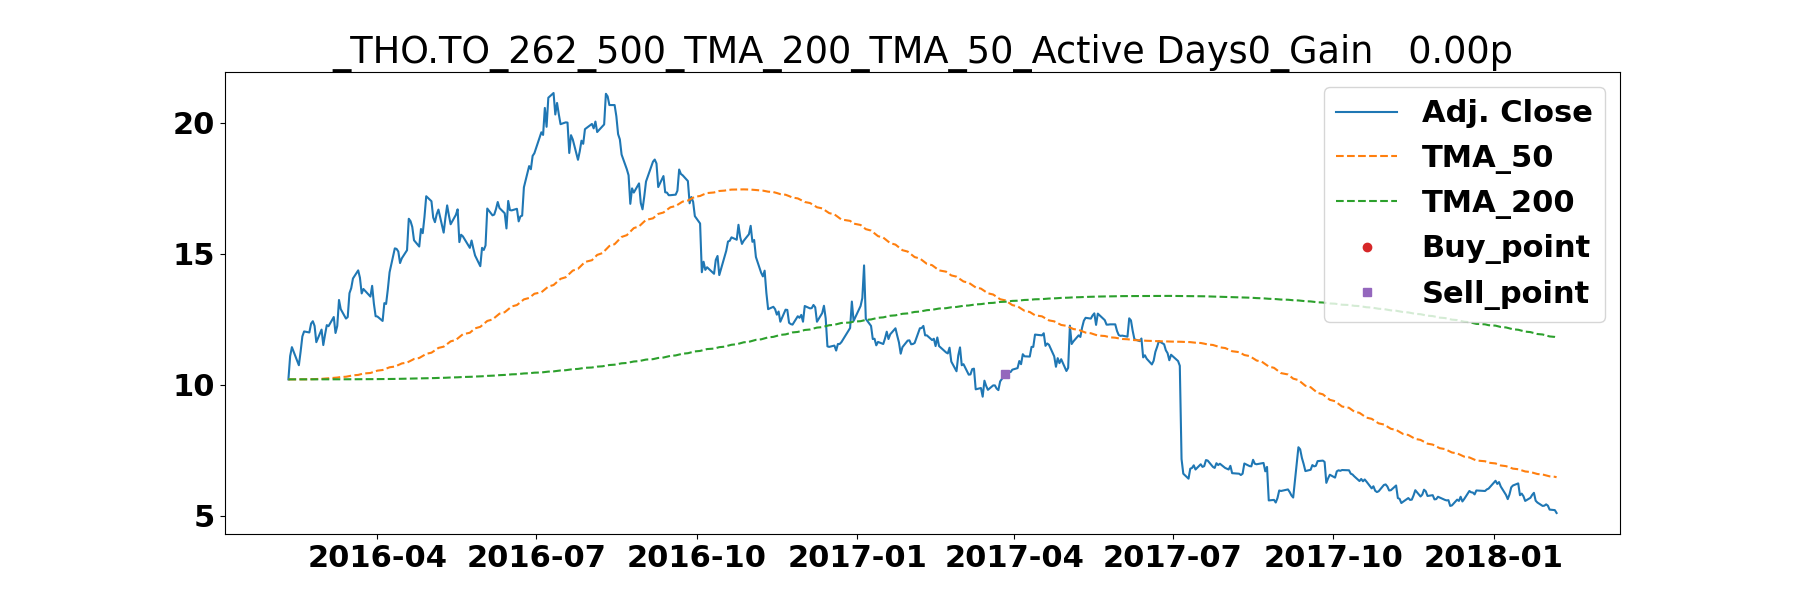 _THO.TO_262_500_TMA_200_TMA_50_Active Days0_Gain   0.00p
Adj. Close
TMA_50
TMA_200
Buy_point
Sell_point
20
15
10
5
2016-04 2016-07 2016-10 2017-01 2017-04 2017-07 2017-10 2018-01